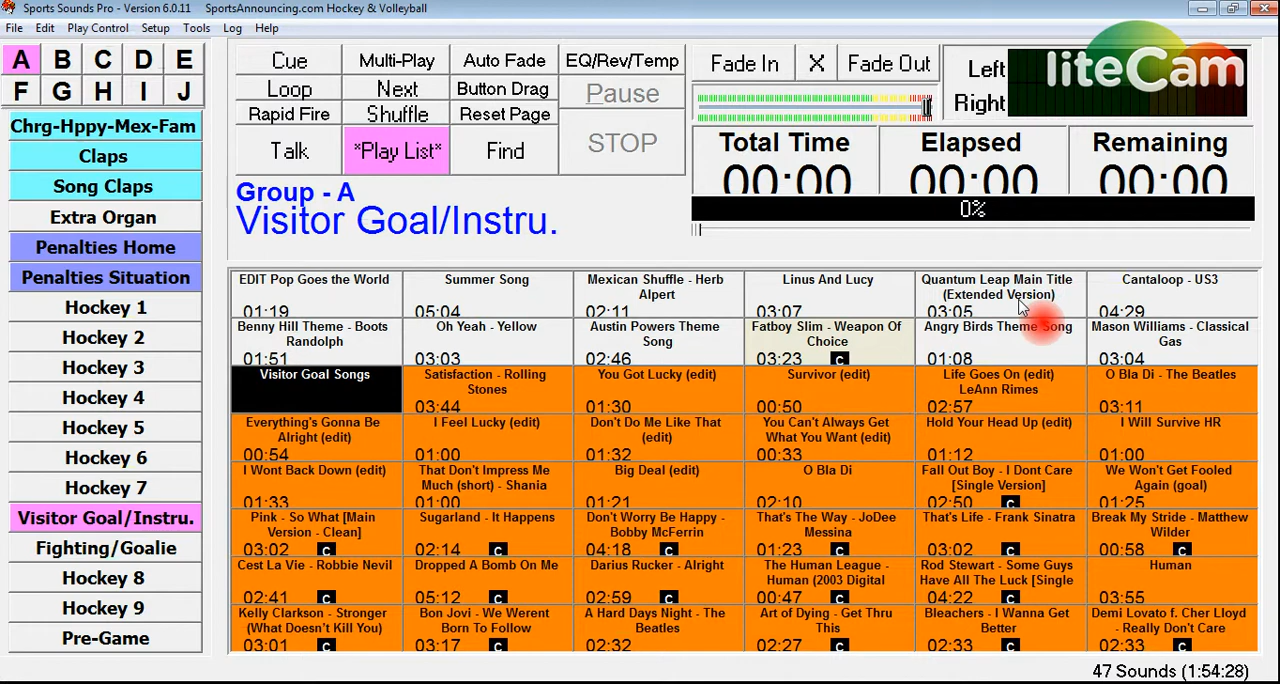 Sports Sounds Pro - Version 6.0.11 SportsAnnouncing.com Hockey & Volleyball
File Edit Play Control Setup Tools Log Help
A B C D E
F G H I J
Chrg-Hppy-Mex-Fam
Claps
Song Claps
Extra Organ
Penalties Home
Penalties Situation
Hockey 1
Hockey 2
Hockey 3
Hockey 4
Hockey 5
Hockey 6
Hockey 7
Visitor Goal/Instru.
Fighting/Goalie
Hockey 8
Hockey 9
Pre-Game
Cue Multi-Play Auto Fade EQ/Rev/Temp
Loop Next Button Drag Pause
Rapid Fire Shuffle Reset Page
Talk *Play List* Find STOP
Fade In X Fade Out
Left
Right
liteCam
Total Time Elapsed Remaining
00:00 00:00 00:00
0%
Group - A
Visitor Goal/Instru.
EDIT Pop Goes the World
01:19
Summer Song
05:04
Mexican Shuffle - Herb
Alpert
02:11
Linus And Lucy
03:07
Quantum Leap Main Title
(Extended Version)
03:05
Cantaloop - US3
04:29
Benny Hill Theme - Boots
Randolph
01:51
Oh Yeah - Yellow
03:03
Austin Powers Theme
Song
02:46
Fatboy Slim - Weapon Of
Choice
03:23 C
Angry Birds Theme Song
01:08
Mason Williams - Classical
Gas
03:04
Visitor Goal Songs
Satisfaction - Rolling
Stones
03:44
You Got Lucky (edit)
01:30
Survivor (edit)
00:50
Life Goes On (edit)
LeAnn Rimes
02:57
O Bla Di - The Beatles
03:11
Everything's Gonna Be
Alright (edit)
00:54
I Feel Lucky (edit)
01:00
Don't Do Me Like That
(edit)
01:32
You Can't Always Get
What You Want (edit)
00:33
Hold Your Head Up (edit)
01:12
I Will Survive HR
01:00
I Wont Back Down (edit)
01:33
That Don't Impress Me
Much (short) - Shania
01:00
Big Deal (edit)
01:21
O Bla Di
02:10
Fall Out Boy - I Dont Care
[Single Version]
02:50 C
We Won't Get Fooled
Again (goal)
01:25
Pink - So What [Main
Version - Clean]
03:02 C
Sugarland - It Happens
02:14 C
Don't Worry Be Happy -
Bobby McFerrin
04:18 C
That's The Way - JoDee
Messina
01:23 C
That's Life - Frank Sinatra
03:02 C
Break My Stride - Matthew
Wilder
00:58 C
Cest La Vie - Robbie Nevil
02:41 C
Dropped A Bomb On Me
05:12 C
Darius Rucker - Alright
02:59 C
The Human League -
Human (2003 Digital
00:47 C
Rod Stewart - Some Guys
Have All The Luck [Single
04:22 C
Human
03:55
Kelly Clarkson - Stronger
(What Doesn't Kill You)
03:01 C
Bon Jovi - We Werent
Born To Follow
03:17 C
A Hard Days Night - The
Beatles
02:32
Art of Dying - Get Thru
This
02:27 C
Bleachers - I Wanna Get
Better
02:33 C
Demi Lovato f. Cher Lloyd
- Really Don't Care
02:33 C
47 Sounds (1:54:28)